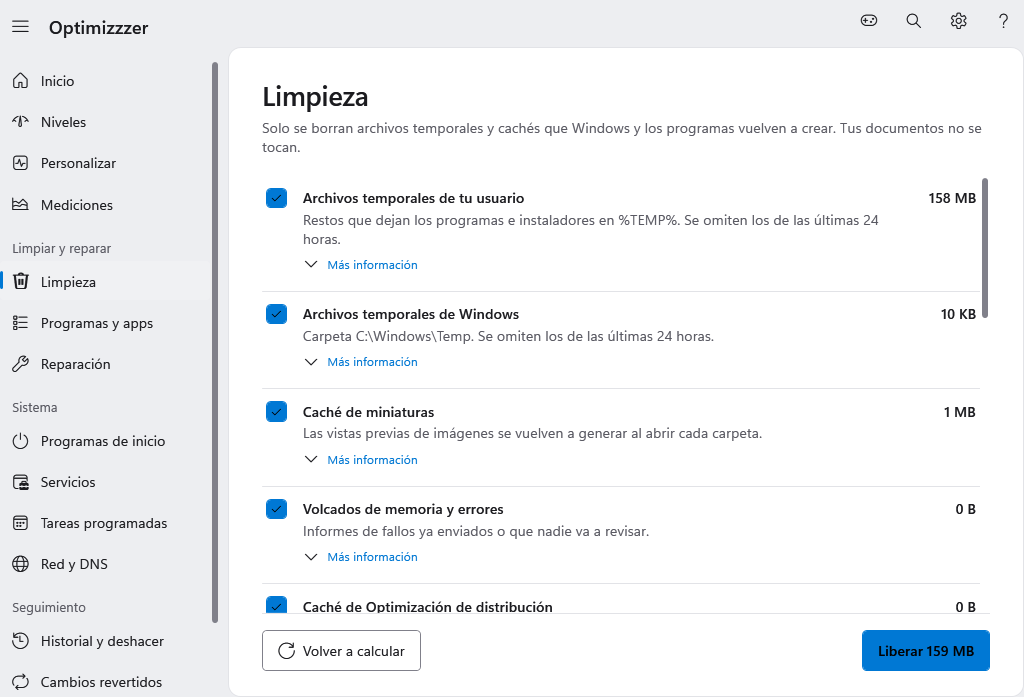 Optimizzzer
Inicio
Niveles
Personalizar
Mediciones
Limpiar y reparar
Limpieza
Programas y apps
Reparación
Sistema
Programas de inicio
Servicios
Tareas programadas
Red y DNS
Seguimiento
Historial y deshacer
Cambios revertidos
Limpieza
Solo se borran archivos temporales y cachés que Windows y los programas vuelven a crear. Tus documentos no se
tocan.
Archivos temporales de tu usuario 158 MB
Restos que dejan los programas e instaladores en %TEMP%. Se omiten los de las últimas 24
horas.
Más información
Archivos temporales de Windows 10 KB
Carpeta C:\Windows\Temp. Se omiten los de las últimas 24 horas.
Más información
Caché de miniaturas 1 MB
Las vistas previas de imágenes se vuelven a generar al abrir cada carpeta.
Más información
Volcados de memoria y errores 0 B
Informes de fallos ya enviados o que nadie va a revisar.
Más información
Caché de Optimización de distribución 0 B
Volver a calcular
Liberar 159 MB